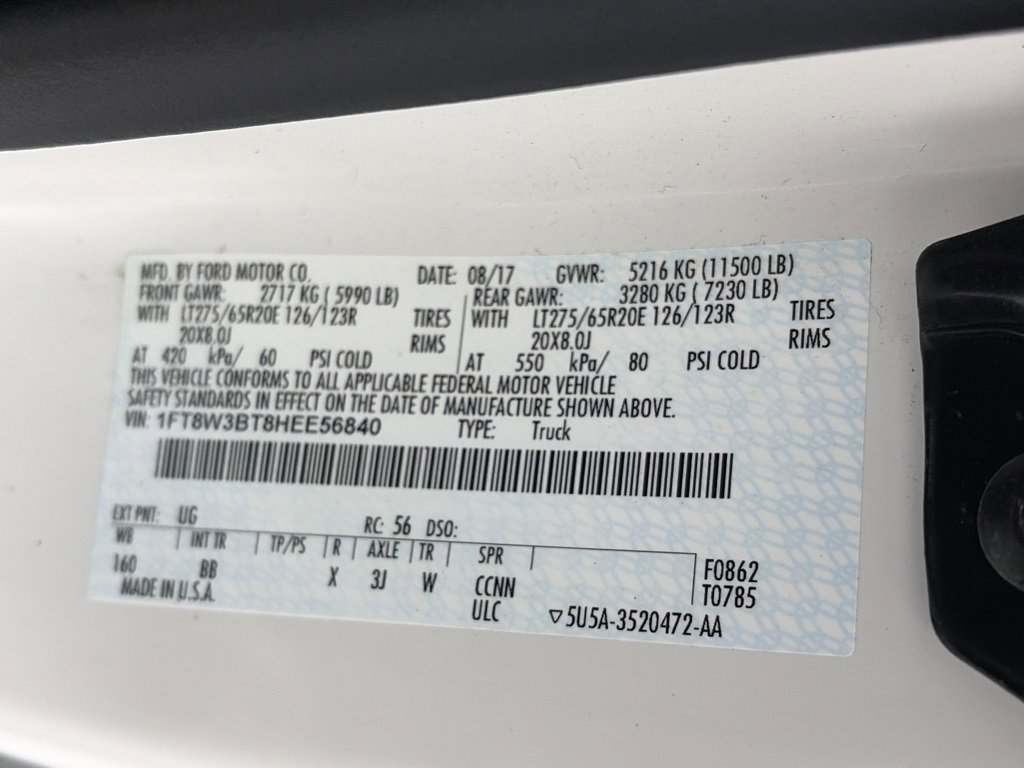 MFD. BY FORD MOTOR CO. DATE: 08/17 GVWR: 5216 KG (11500 LB)
FRONT GAWR: 2717 KG ( 5990 LB) REAR GAWR: 3280 KG ( 7230 LB)
WITH LT275/65R20E 126/123R TIRES WITH LT275/65R20E 126/123R TIRES
20X8.0J RIMS 20X8.0J RIMS
AT 420 kPa/ 60 PSI COLD AT 550 kPa/ 80 PSI COLD
THIS VEHICLE CONFORMS TO ALL APPLICABLE FEDERAL MOTOR VEHICLE
SAFETY STANDARDS IN EFFECT ON THE DATE OF MANUFACTURE SHOWN ABOVE.
VIN: 1FT8W3BT8HEE56840 TYPE: Truck
EXT PNT: UG RC: 56 DSO:
WB INT TR TP/PS R AXLE TR SPR
160 BB X 3J W CCNN F0862
MADE IN U.S.A. ULC T0785
▽5U5A-3520472-AA